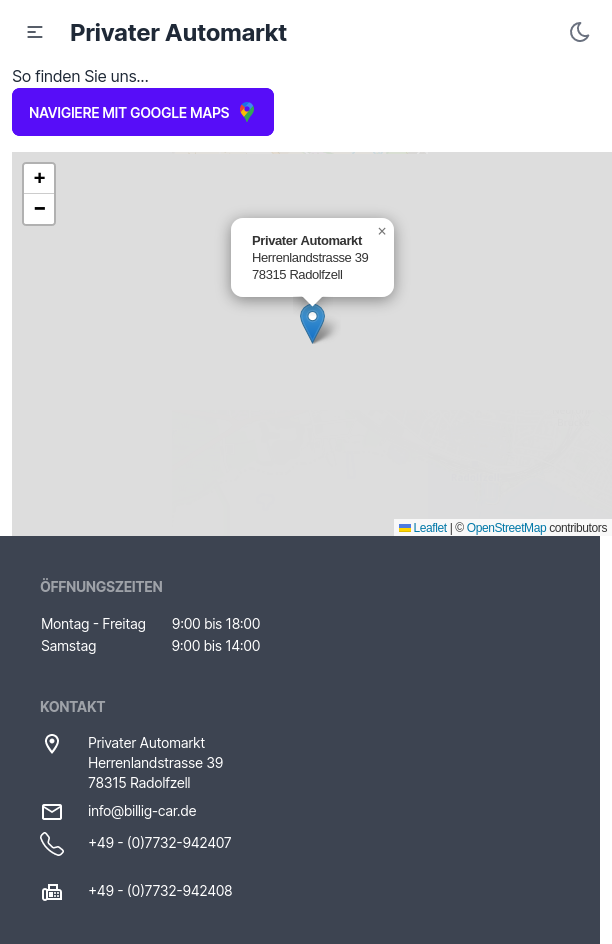 Privater Automarkt
So finden Sie uns...
NAVIGIERE MIT GOOGLE MAPS
+
−
Privater Automarkt ×
Herrenlandstrasse 39
78315 Radolfzell
Leaflet | © OpenStreetMap contributors
ÖFFNUNGSZEITEN
Montag - Freitag 9:00 bis 18:00
Samstag 9:00 bis 14:00
KONTAKT
Privater Automarkt
Herrenlandstrasse 39
78315 Radolfzell
info@billig-car.de
+49 - (0)7732-942407
+49 - (0)7732-942408